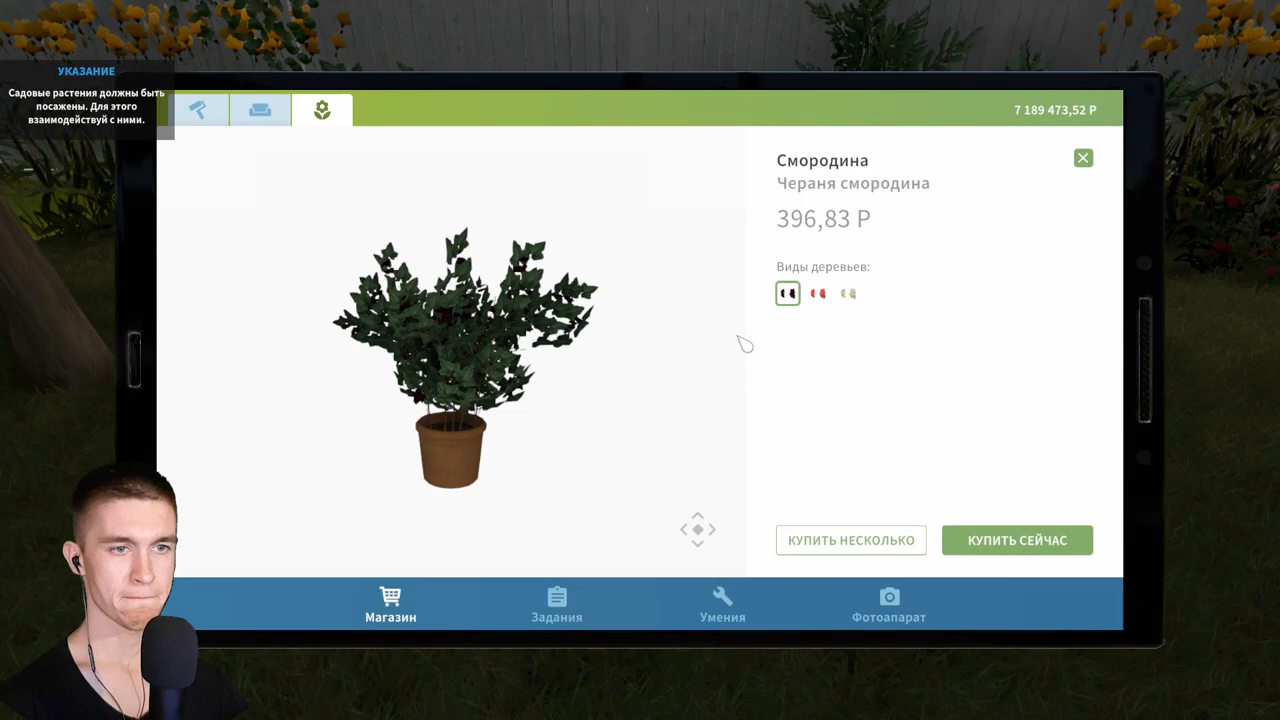 УКАЗАНИЕ
Садовые растения должны быть
посажены. Для этого
взаимодействуй с ними.
7 189 473,52 Р
Смородина
Чераня смородина
396,83 Р
Виды деревьев:
КУПИТЬ НЕСКОЛЬКО
КУПИТЬ СЕЙЧАС
Магазин
Задания
Умения
Фотоапарат